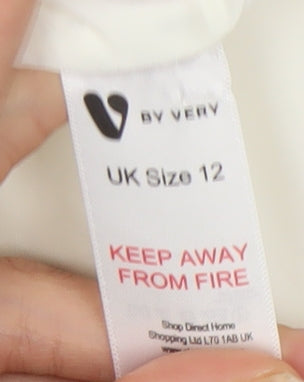 V BY VERY
UK Size 12
KEEP AWAY
FROM FIRE
Shop Direct Home
Shopping Ltd L70 1AB UK